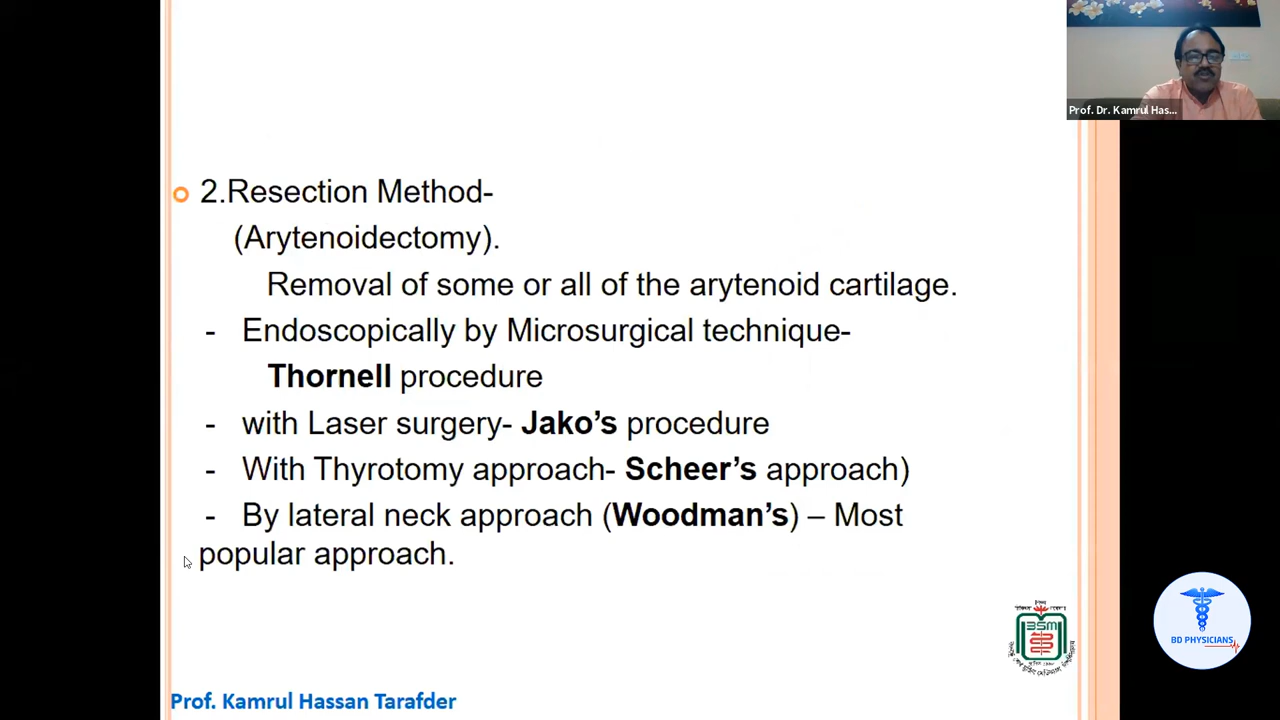 Prof. Dr. Kamrul Has...
2.Resection Method-
(Arytenoidectomy).
Removal of some or all of the arytenoid cartilage.
- Endoscopically by Microsurgical technique-
Thornell procedure
- with Laser surgery- Jako’s procedure
- With Thyrotomy approach- Scheer’s approach)
- By lateral neck approach (Woodman’s) – Most
popular approach.
BSM
BD PHYSICIANS
Prof. Kamrul Hassan Tarafder